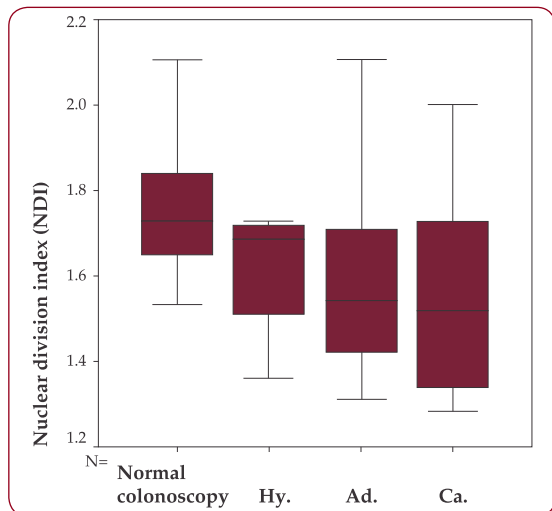 Nuclear division index (NDI)
2.2
2.0
1.8
1.6
1.4
1.2
N=
Normal
colonoscopy
Hy.
Ad.
Ca.